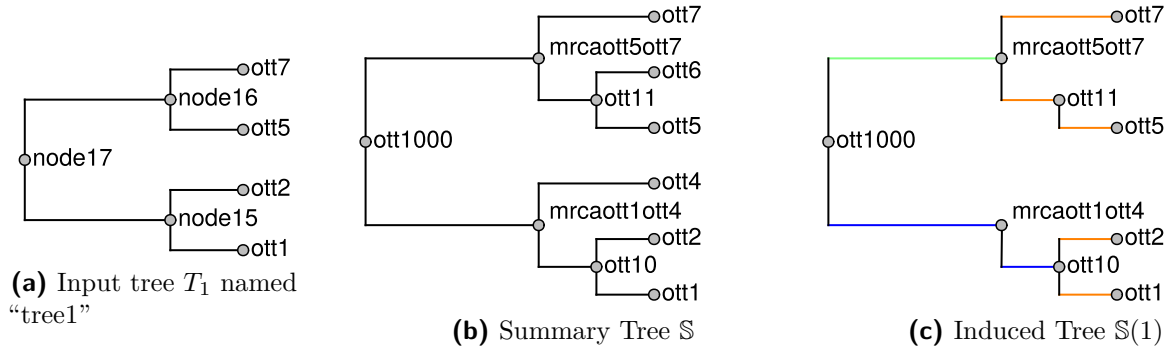 ott7
node16
ott5
node17
ott2
node15
ott1
(a) Input tree T₁ named
“tree1”
ott7
mrcaott5ott7
ott6
ott11
ott5
ott1000
ott4
mrcaott1ott4
ott2
ott10
ott1
(b) Summary Tree 𝕊
ott7
mrcaott5ott7
ott11
ott5
ott1000
mrcaott1ott4
ott2
ott10
ott1
(c) Induced Tree 𝕊(1)